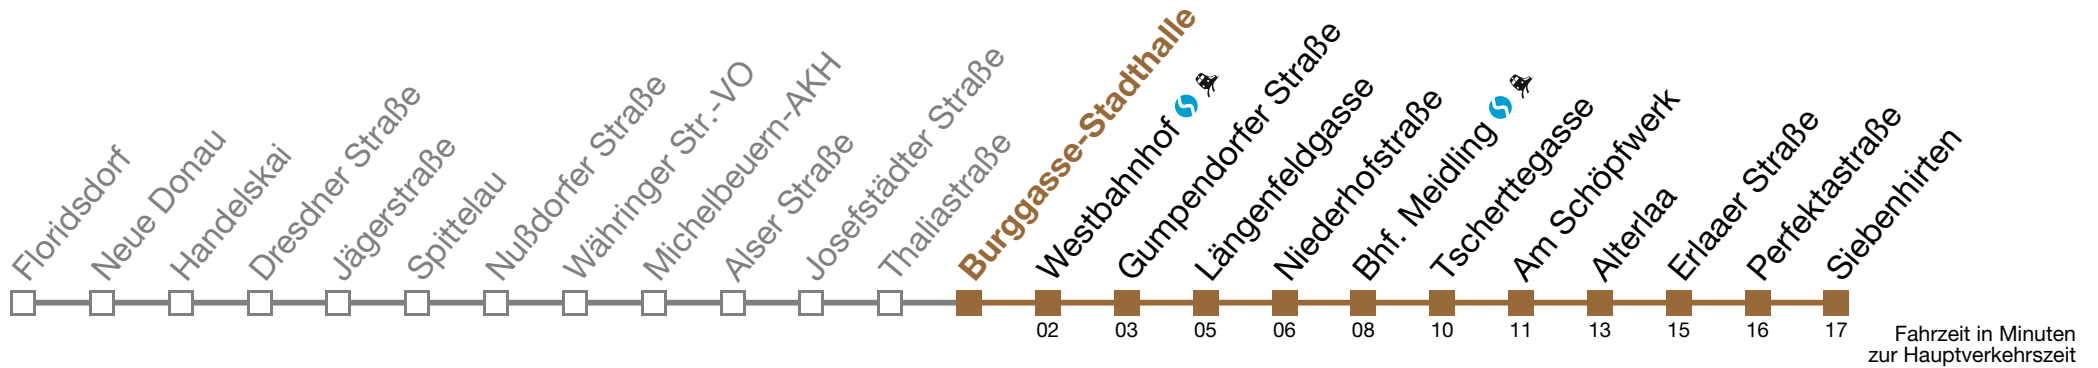 Floridsdorf
Neue Donau
Handelskai
Dresdner Straße
Jägerstraße
Spittelau
Nußdorfer Straße
Währinger Str.-VO
Michelbeuern-AKH
Alser Straße
Josefstädter Straße
Thaliastraße
Burggasse-Stadthalle
Westbahnhof
Gumpendorfer Straße
Längenfeldgasse
Niederhofstraße
Bhf. Meidling
Tscherttegasse
Am Schöpfwerk
Alterlaa
Erlaaer Straße
Perfektastraße
Siebenhirten
02 03 05 06 08 10 11 13 15 16 17
Fahrzeit in Minuten
zur Hauptverkehrszeit